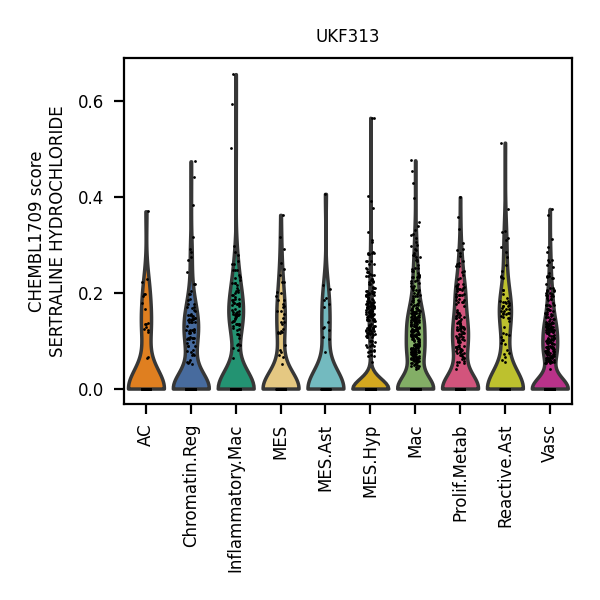 UKF313
CHEMBL1709 score
SERTRALINE HYDROCHLORIDE
0.6
0.4
0.2
0.0
AC
Chromatin.Reg
Inflammatory.Mac
MES
MES.Ast
MES.Hyp
Mac
Prolif.Metab
Reactive.Ast
Vasc